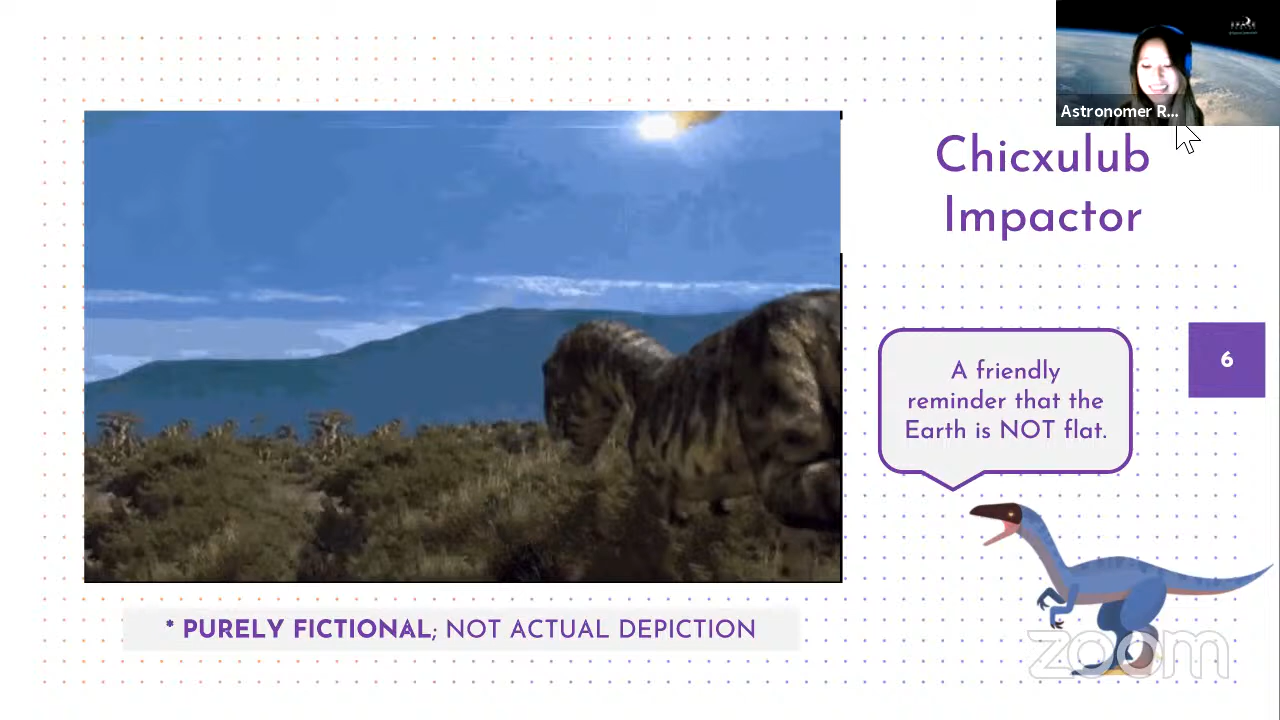 Astronomer R...
Chicxulub
Impactor
A friendly
reminder that the
Earth is NOT flat.
6
* PURELY FICTIONAL; NOT ACTUAL DEPICTION
zoom